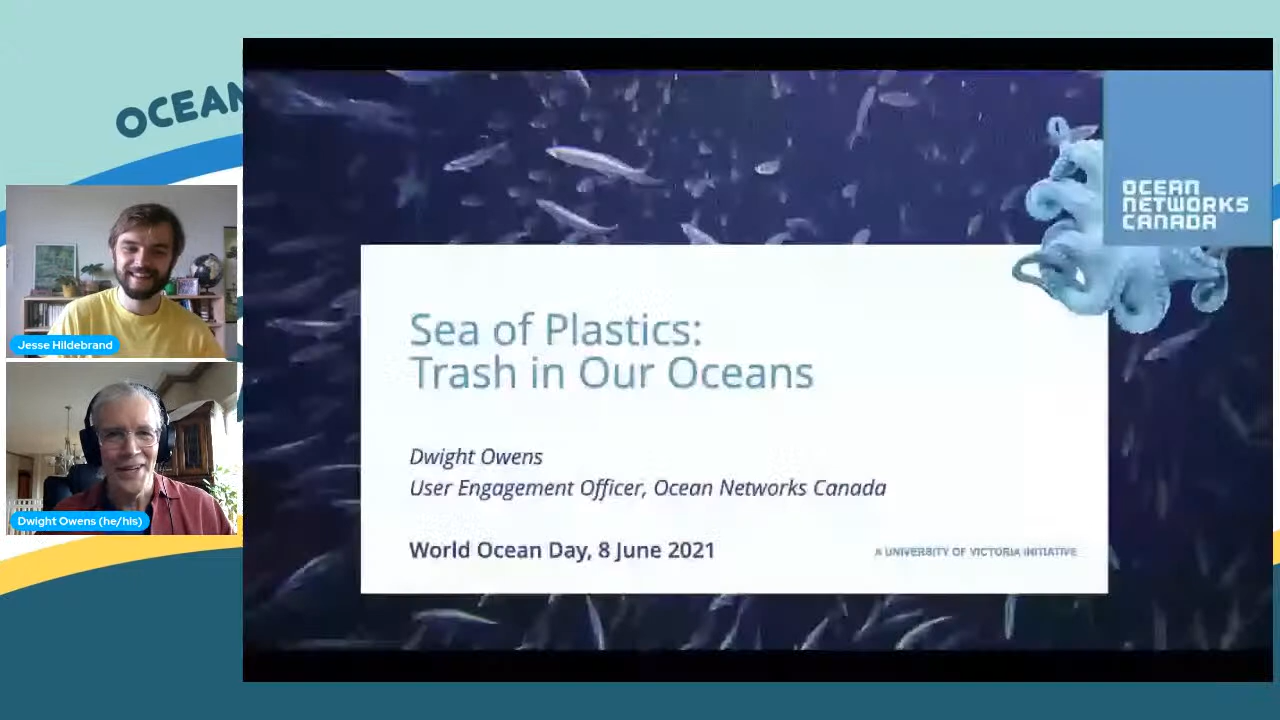 OCEAN
Jesse Hildebrand
Dwight Owens (he/his)
OCEAN
NETWORKS
CANADA
Sea of Plastics:
Trash in Our Oceans
Dwight Owens
User Engagement Officer, Ocean Networks Canada
World Ocean Day, 8 June 2021
A UNIVERSITY OF VICTORIA INITIATIVE